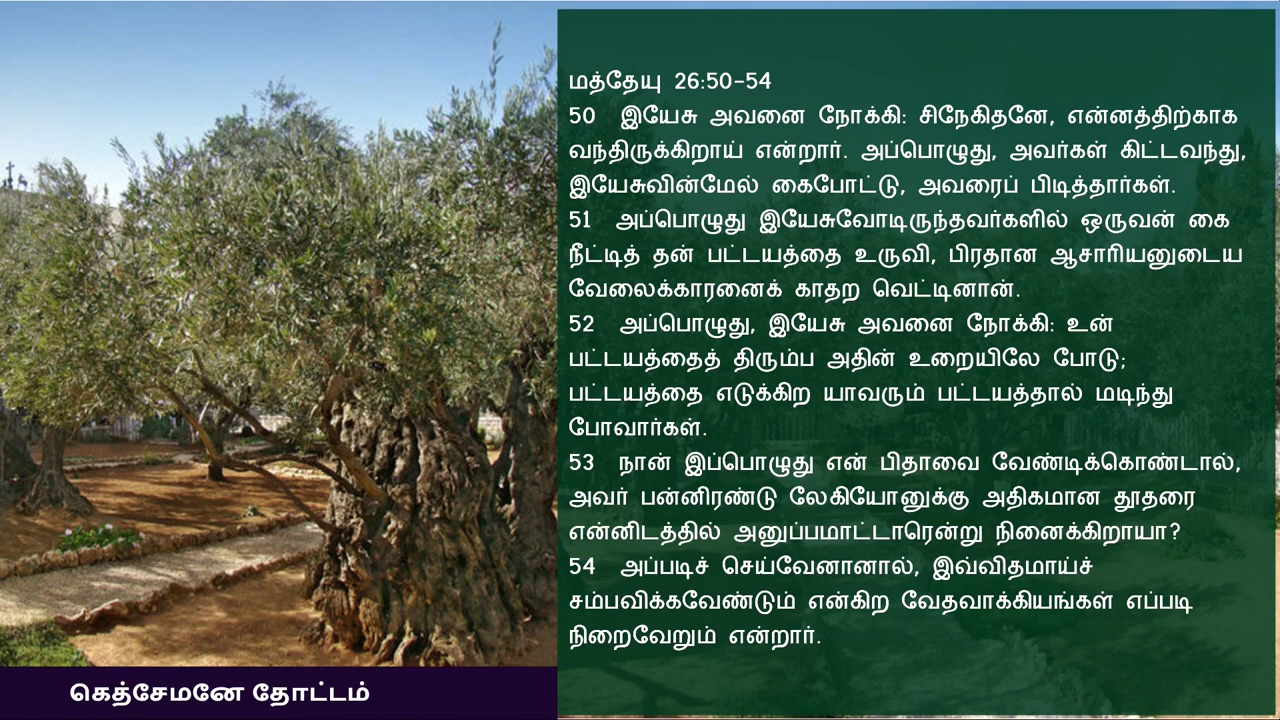 மத்தேயு 26:50-54
50 இயேசு அவனை நோக்கி: சிநேகிதனே, என்னத்திற்காக
வந்திருக்கிறாய் என்றார். அப்பொழுது, அவர்கள் கிட்டவந்து,
இயேசுவின்மேல் கைபோட்டு, அவரைப் பிடித்தார்கள்.
51 அப்பொழுது இயேசுவோடிருந்தவர்களில் ஒருவன் கை
நீட்டித் தன் பட்டயத்தை உருவி, பிரதான ஆசாரியனுடைய
வேலைக்காரனைக் காதற வெட்டினான்.
52 அப்பொழுது, இயேசு அவனை நோக்கி: உன்
பட்டயத்தைத் திரும்ப அதின் உறையிலே போடு;
பட்டயத்தை எடுக்கிற யாவரும் பட்டயத்தால் மடிந்து
போவார்கள்.
53 நான் இப்பொழுது என் பிதாவை வேண்டிக்கொண்டால்,
அவர் பன்னிரண்டு லேகியோனுக்கு அதிகமான தூதரை
என்னிடத்தில் அனுப்பமாட்டாரென்று நினைக்கிறாயா?
54 அப்படிச் செய்வேனானால், இவ்விதமாய்ச்
சம்பவிக்கவேண்டும் என்கிற வேதவாக்கியங்கள் எப்படி
நிறைவேறும் என்றார்.
கெத்சேமனே தோட்டம்